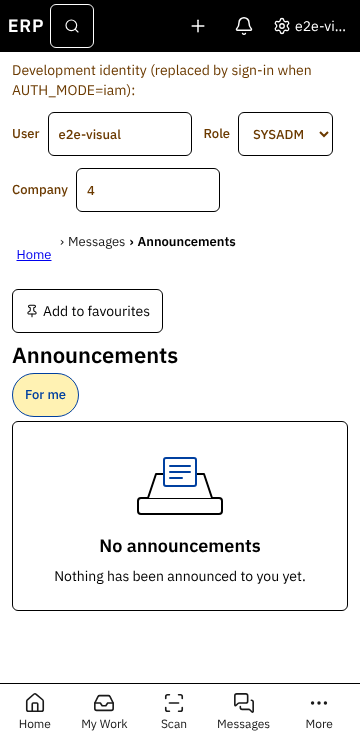 ERP
e2e-vi...
Development identity (replaced by sign-in when
AUTH_MODE=iam):
User e2e-visual Role SYSADM
Company 4
Home › Messages › Announcements
Add to favourites
Announcements
For me
No announcements
Nothing has been announced to you yet.
Home My Work Scan Messages More